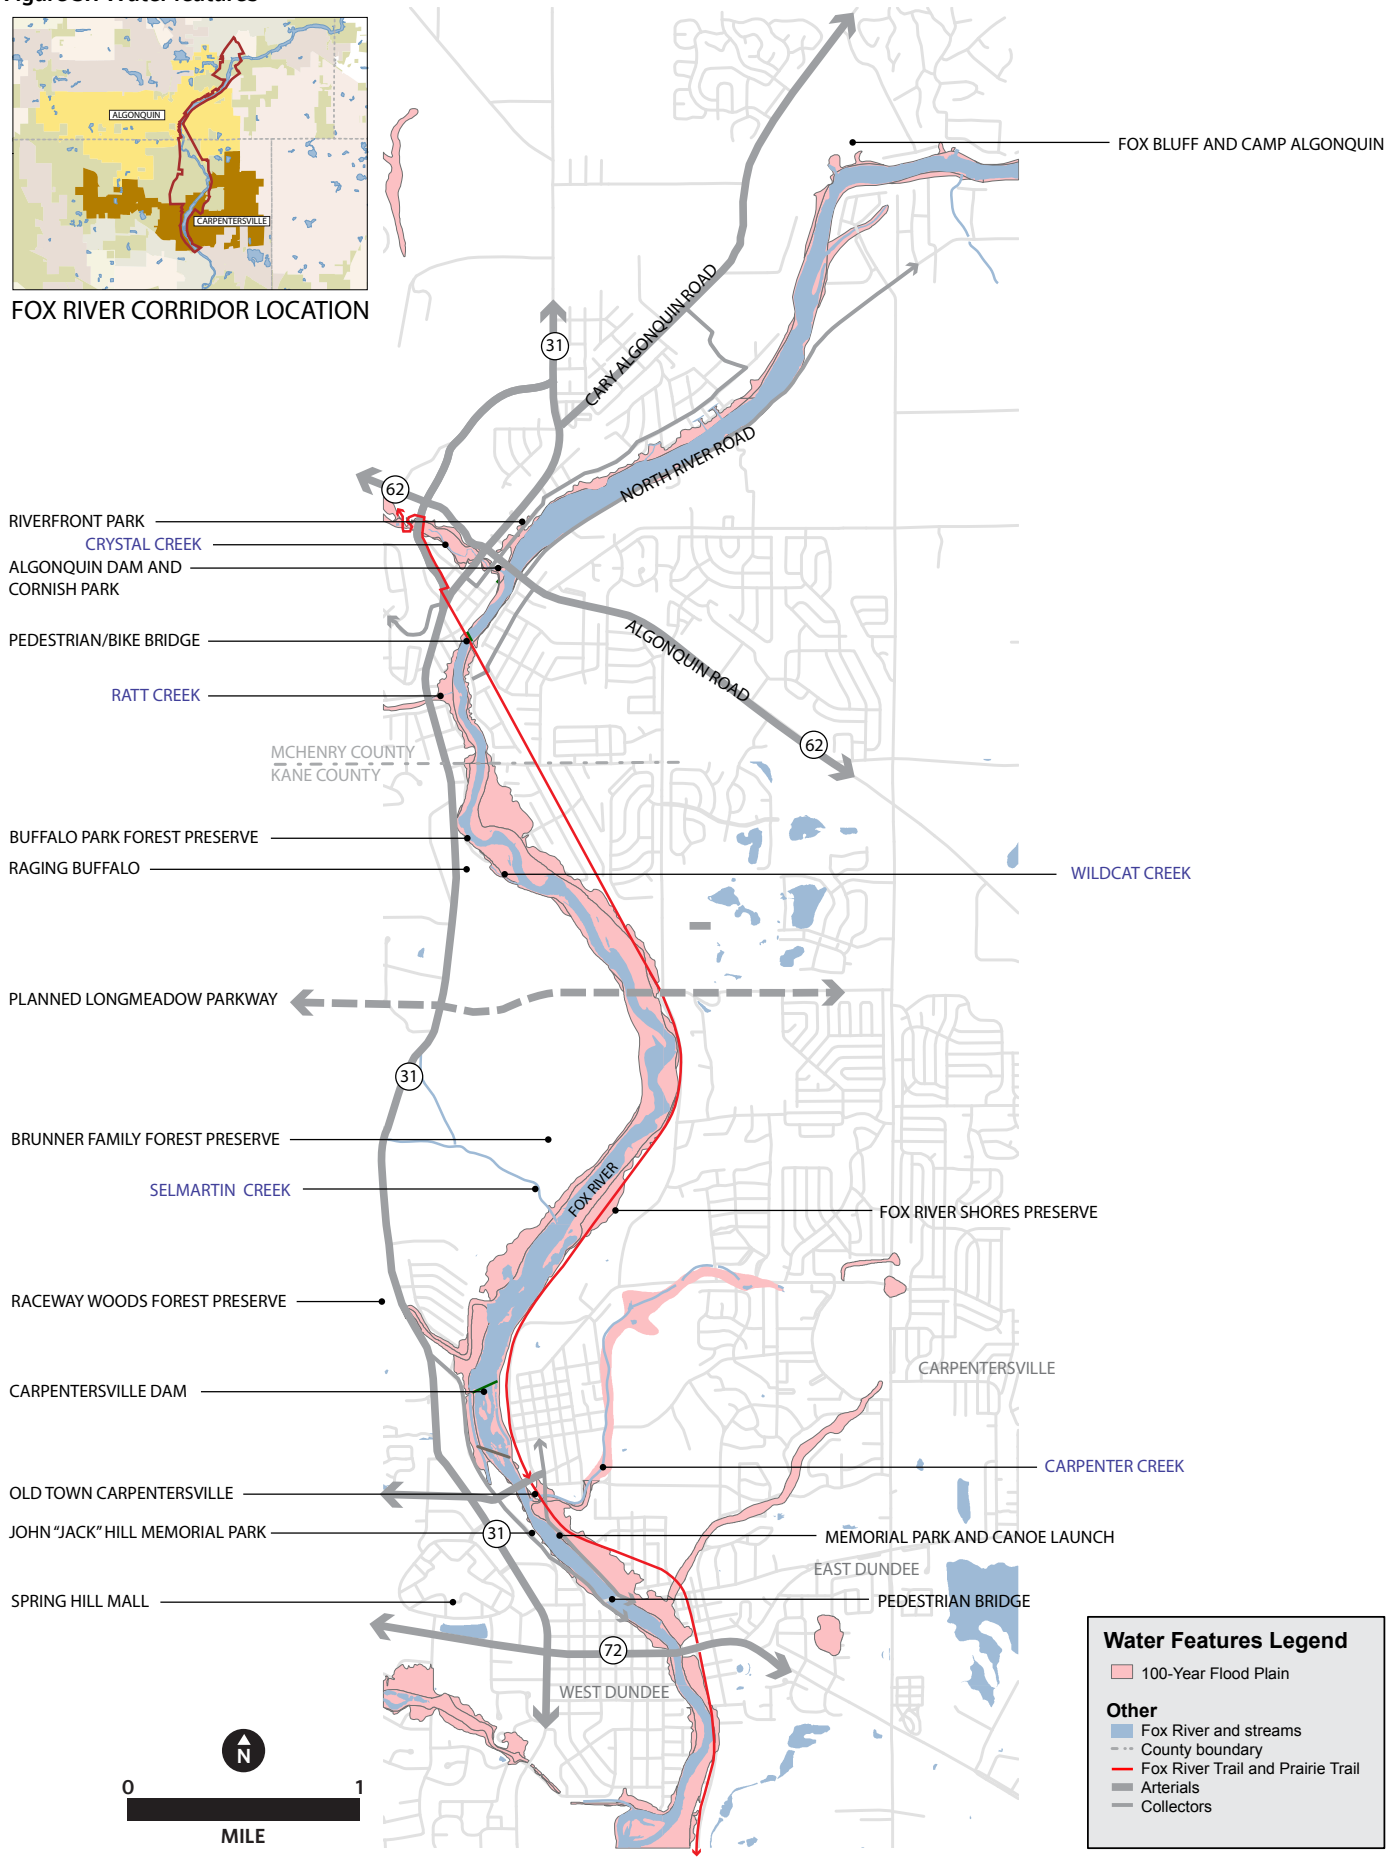 ALGONQUIN
CARPENTERSVILLE
FOX RIVER CORRIDOR LOCATION
FOX BLUFF AND CAMP ALGONQUIN
31
CARY ALGONQUIN ROAD
NORTH RIVER ROAD
62
RIVERFRONT PARK
CRYSTAL CREEK
ALGONQUIN DAM AND
CORNISH PARK
PEDESTRIAN/BIKE BRIDGE
ALGONQUIN ROAD
RATT CREEK
62
MCHENRY COUNTY
KANE COUNTY
BUFFALO PARK FOREST PRESERVE
RAGING BUFFALO
WILDCAT CREEK
PLANNED LONGMEADOW PARKWAY
31
BRUNNER FAMILY FOREST PRESERVE
SELMARTIN CREEK
FOX RIVER
FOX RIVER SHORES PRESERVE
RACEWAY WOODS FOREST PRESERVE
CARPENTERSVILLE
CARPENTERSVILLE DAM
CARPENTER CREEK
OLD TOWN CARPENTERSVILLE
JOHN “JACK” HILL MEMORIAL PARK
31
MEMORIAL PARK AND CANOE LAUNCH
EAST DUNDEE
SPRING HILL MALL
PEDESTRIAN BRIDGE
72
WEST DUNDEE
N
0 1
MILE
Water Features Legend
100-Year Flood Plain
Other
Fox River and streams
County boundary
Fox River Trail and Prairie Trail
Arterials
Collectors